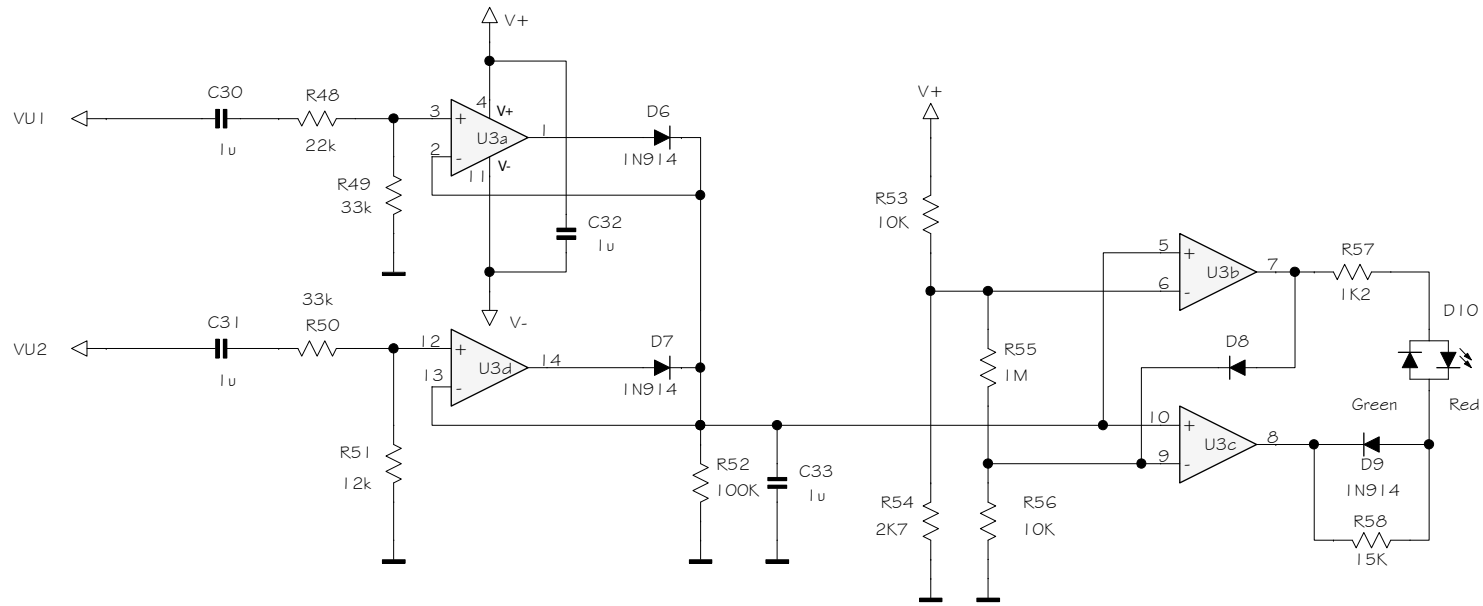 V+
C30
R48
VU1
1u
22k
3
2
4
V+
U3a
V-
11
1
D6
1N914
R49
33k
C32
1u
V-
33k
C31
R50
VU2
1u
12
13
U3d
14
D7
1N914
R51
12k
R52
100K
C33
1u
V+
R53
10K
R55
1M
R54
2K7
R56
10K
5
6
U3b
7
R57
1K2
D10
D8
Green
Red
10
9
U3c
8
D9
1N914
R58
15K